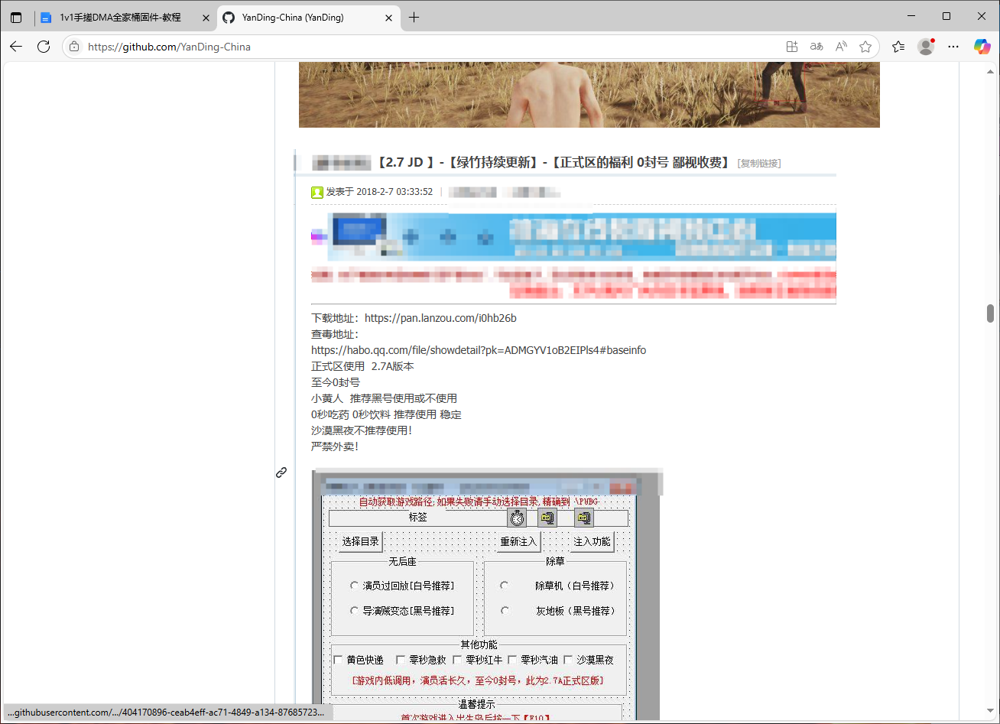 1v1手搓DMA全家桶固件-教程
YanDing-China (YanDing)
https://github.com/YanDing-China
【2.7 JD 】-【绿竹持续更新】-【正式区的福利 0封号 鄙视收费】 [复制链接]
发表于 2018-2-7 03:33:52
下载地址：https://pan.lanzou.com/i0hb26b
查毒地址：
https://habo.qq.com/file/showdetail?pk=ADMGYV1oB2EIPls4#baseinfo
正式区使用  2.7A版本
至今0封号
小黄人  推荐黑号使用或不使用
0秒吃药 0秒饮料 推荐使用 稳定
沙漠黑夜不推荐使用！
严禁外卖！
自动获取游戏路径;如果失败请手动选择目录,精确到 \PUBG
标签
选择目录 重新注入 注入功能
无后座 除草
演员过回放[白号推荐] 除草机（白号推荐）
导演贼变态[黑号推荐] 灰地板（黑号推荐）
其他功能
黄色快递 零秒急救 零秒红牛 零秒汽油 沙漠黑夜
[游戏内低调用，演员活长久，至今0封号，此为2.7A正式区版]
温馨提示
首次游戏进入出生岛后按一下【F10】
...githubusercontent.com/.../404170896-ceab4eff-ac71-4849-a134-87685723...